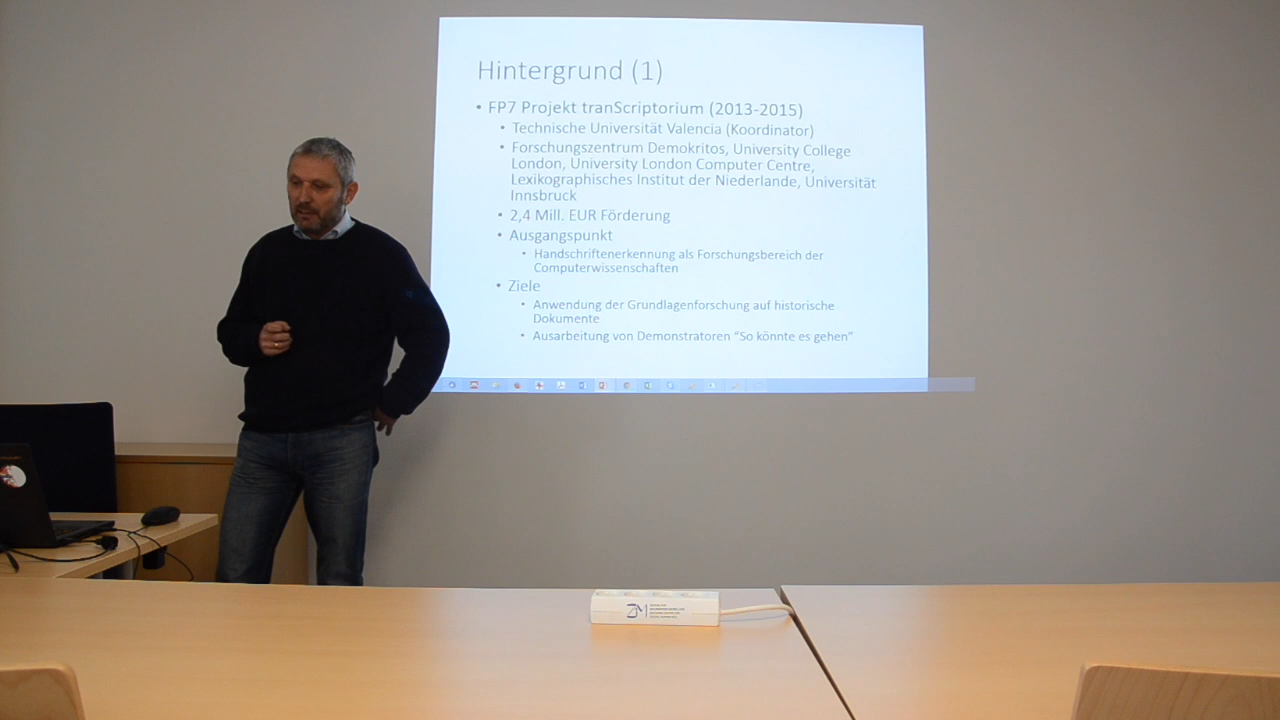 Hintergrund (1)
• FP7 Projekt tranScriptorium (2013-2015)
• Technische Universität Valencia (Koordinator)
• Forschungszentrum Demokritos, University College
London, University London Computer Centre,
Lexikographisches Institut der Niederlande, Universität
Innsbruck
• 2,4 Mill. EUR Förderung
• Ausgangspunkt
• Handschriftenerkennung als Forschungsbereich der
Computerwissenschaften
• Ziele
• Anwendung der Grundlagenforschung auf historische
Dokumente
• Ausarbeitung von Demonstratoren “So könnte es gehen”